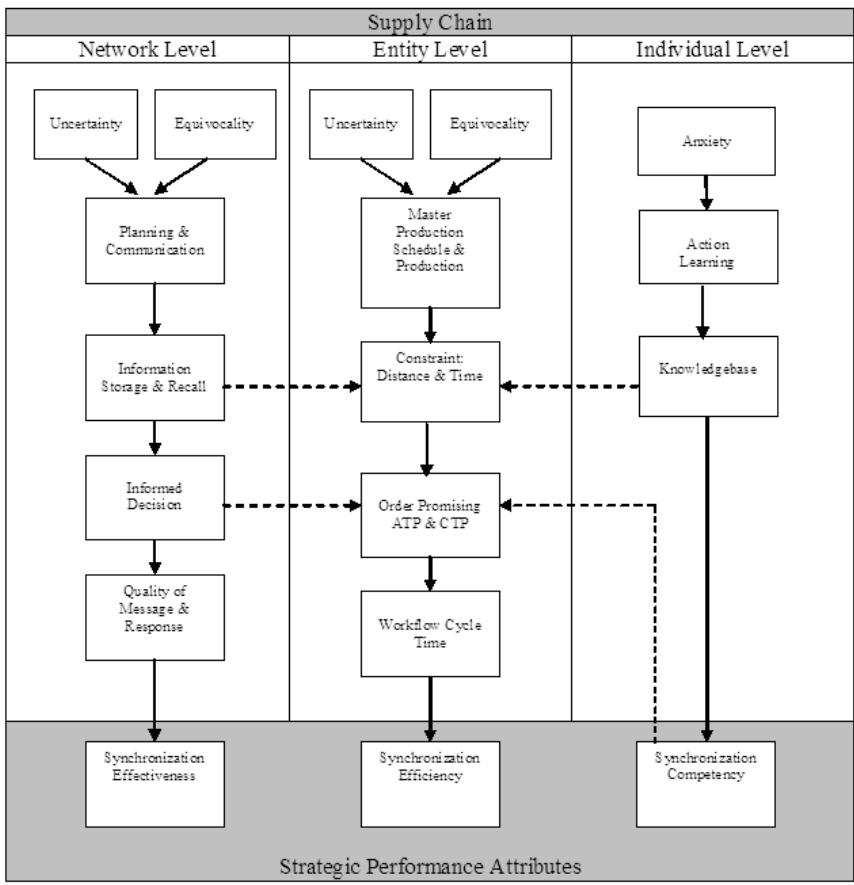 Supply Chain
Network Level
Entity Level
Individual Level
Uncertainty
Equivocality
Uncertainty
Equivocality
Anxiety
Planning &
Communication
Master
Production
Schedule &
Production
Action
Learning
Information
Storage & Recall
Constraint:
Distance & Time
Knowledgebase
Informed
Decision
Order Promising
ATP & CTP
Quality of
Message &
Response
Workflow Cycle
Time
Synchronization
Effectiveness
Synchronization
Efficiency
Synchronization
Competency
Strategic Performance Attributes